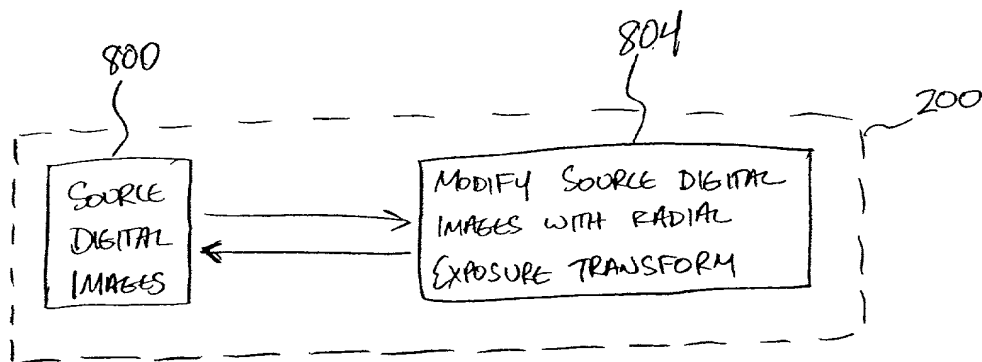 800
804
200
SOURCE
DIGITAL
IMAGES
MODIFY SOURCE DIGITAL
IMAGES WITH RADIAL
EXPOSURE TRANSFORM